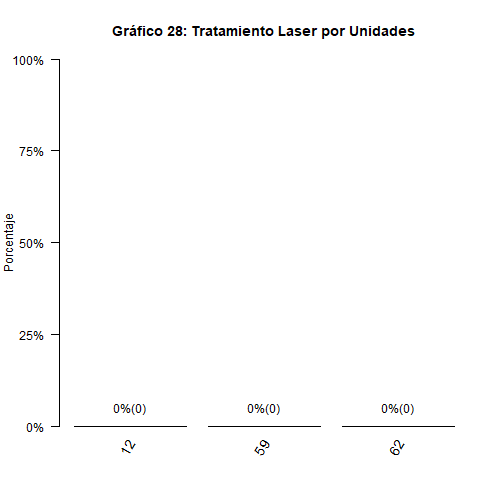 Gráfico 28: Tratamiento Laser por Unidades
100%
75%
50%
25%
0%
Porcentaje
0%(0) 0%(0) 0%(0)
12 59 62